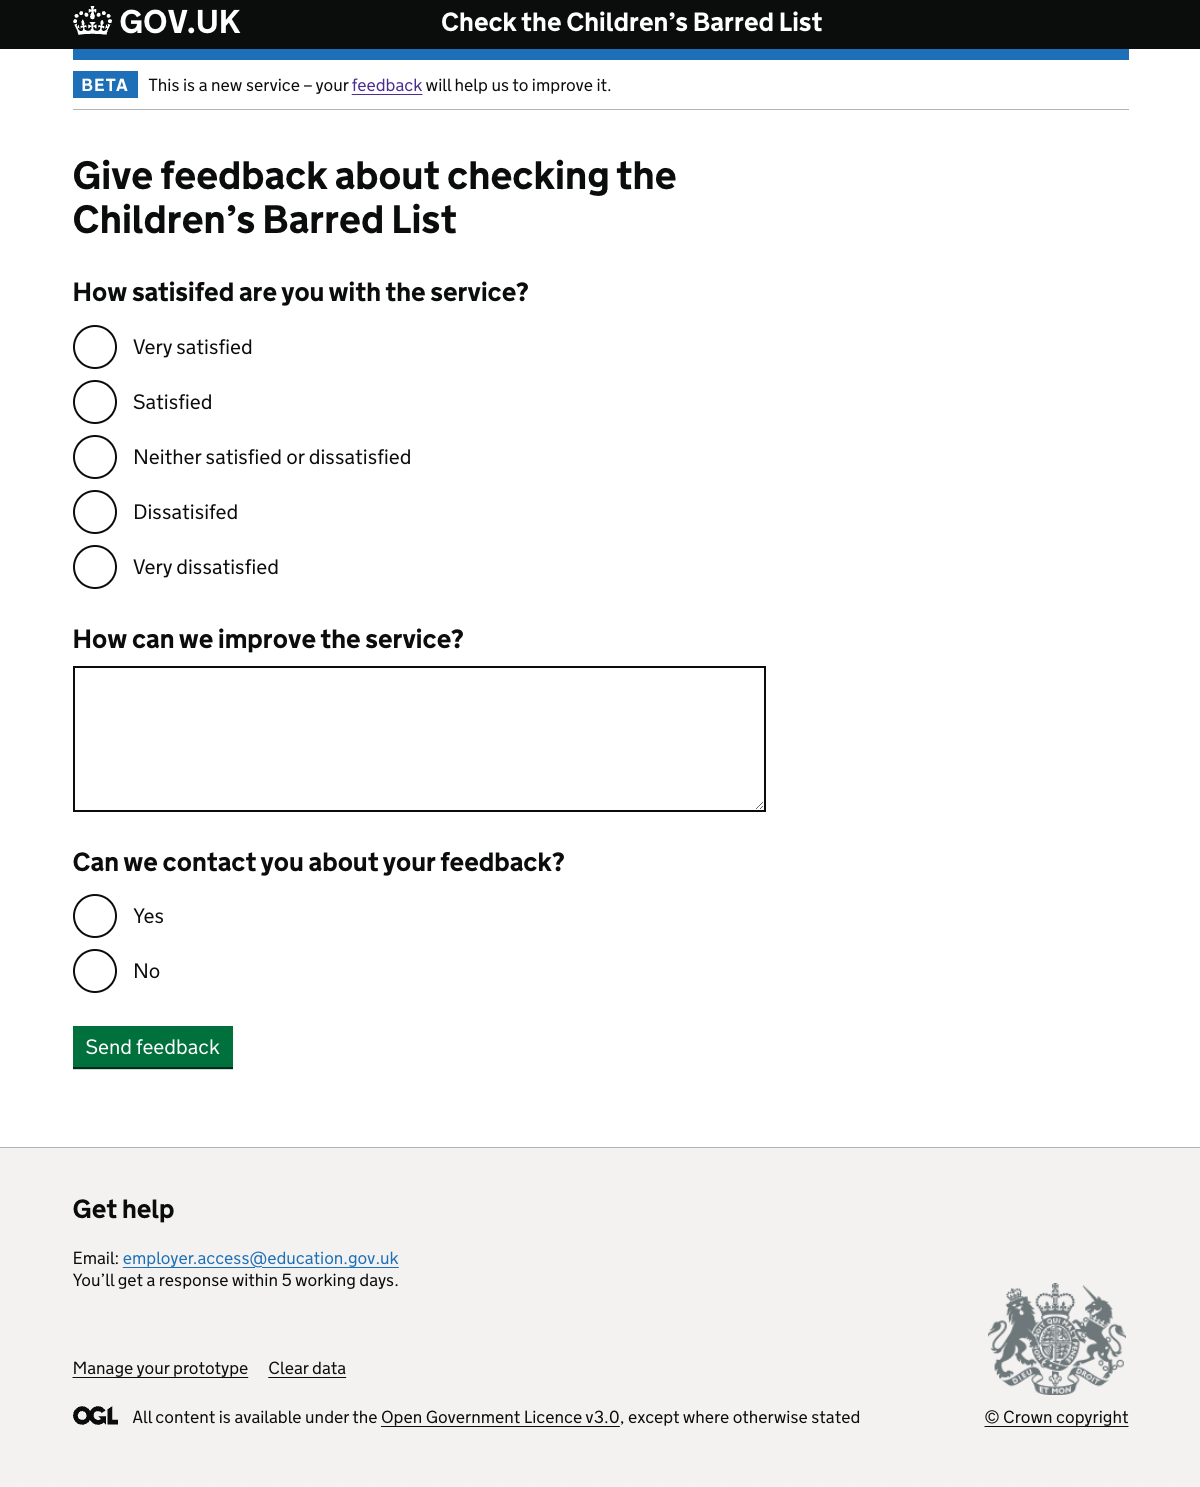 GOV.UK Check the Children’s Barred List
BETA This is a new service – your feedback will help us to improve it.
Give feedback about checking the
Children’s Barred List
How satisifed are you with the service?
Very satisfied
Satisfied
Neither satisfied or dissatisfied
Dissatisifed
Very dissatisfied
How can we improve the service?
Can we contact you about your feedback?
Yes
No
Send feedback
Get help
Email: employer.access@education.gov.uk
You’ll get a response within 5 working days.
Manage your prototype Clear data
OGL All content is available under the Open Government Licence v3.0, except where otherwise stated
© Crown copyright